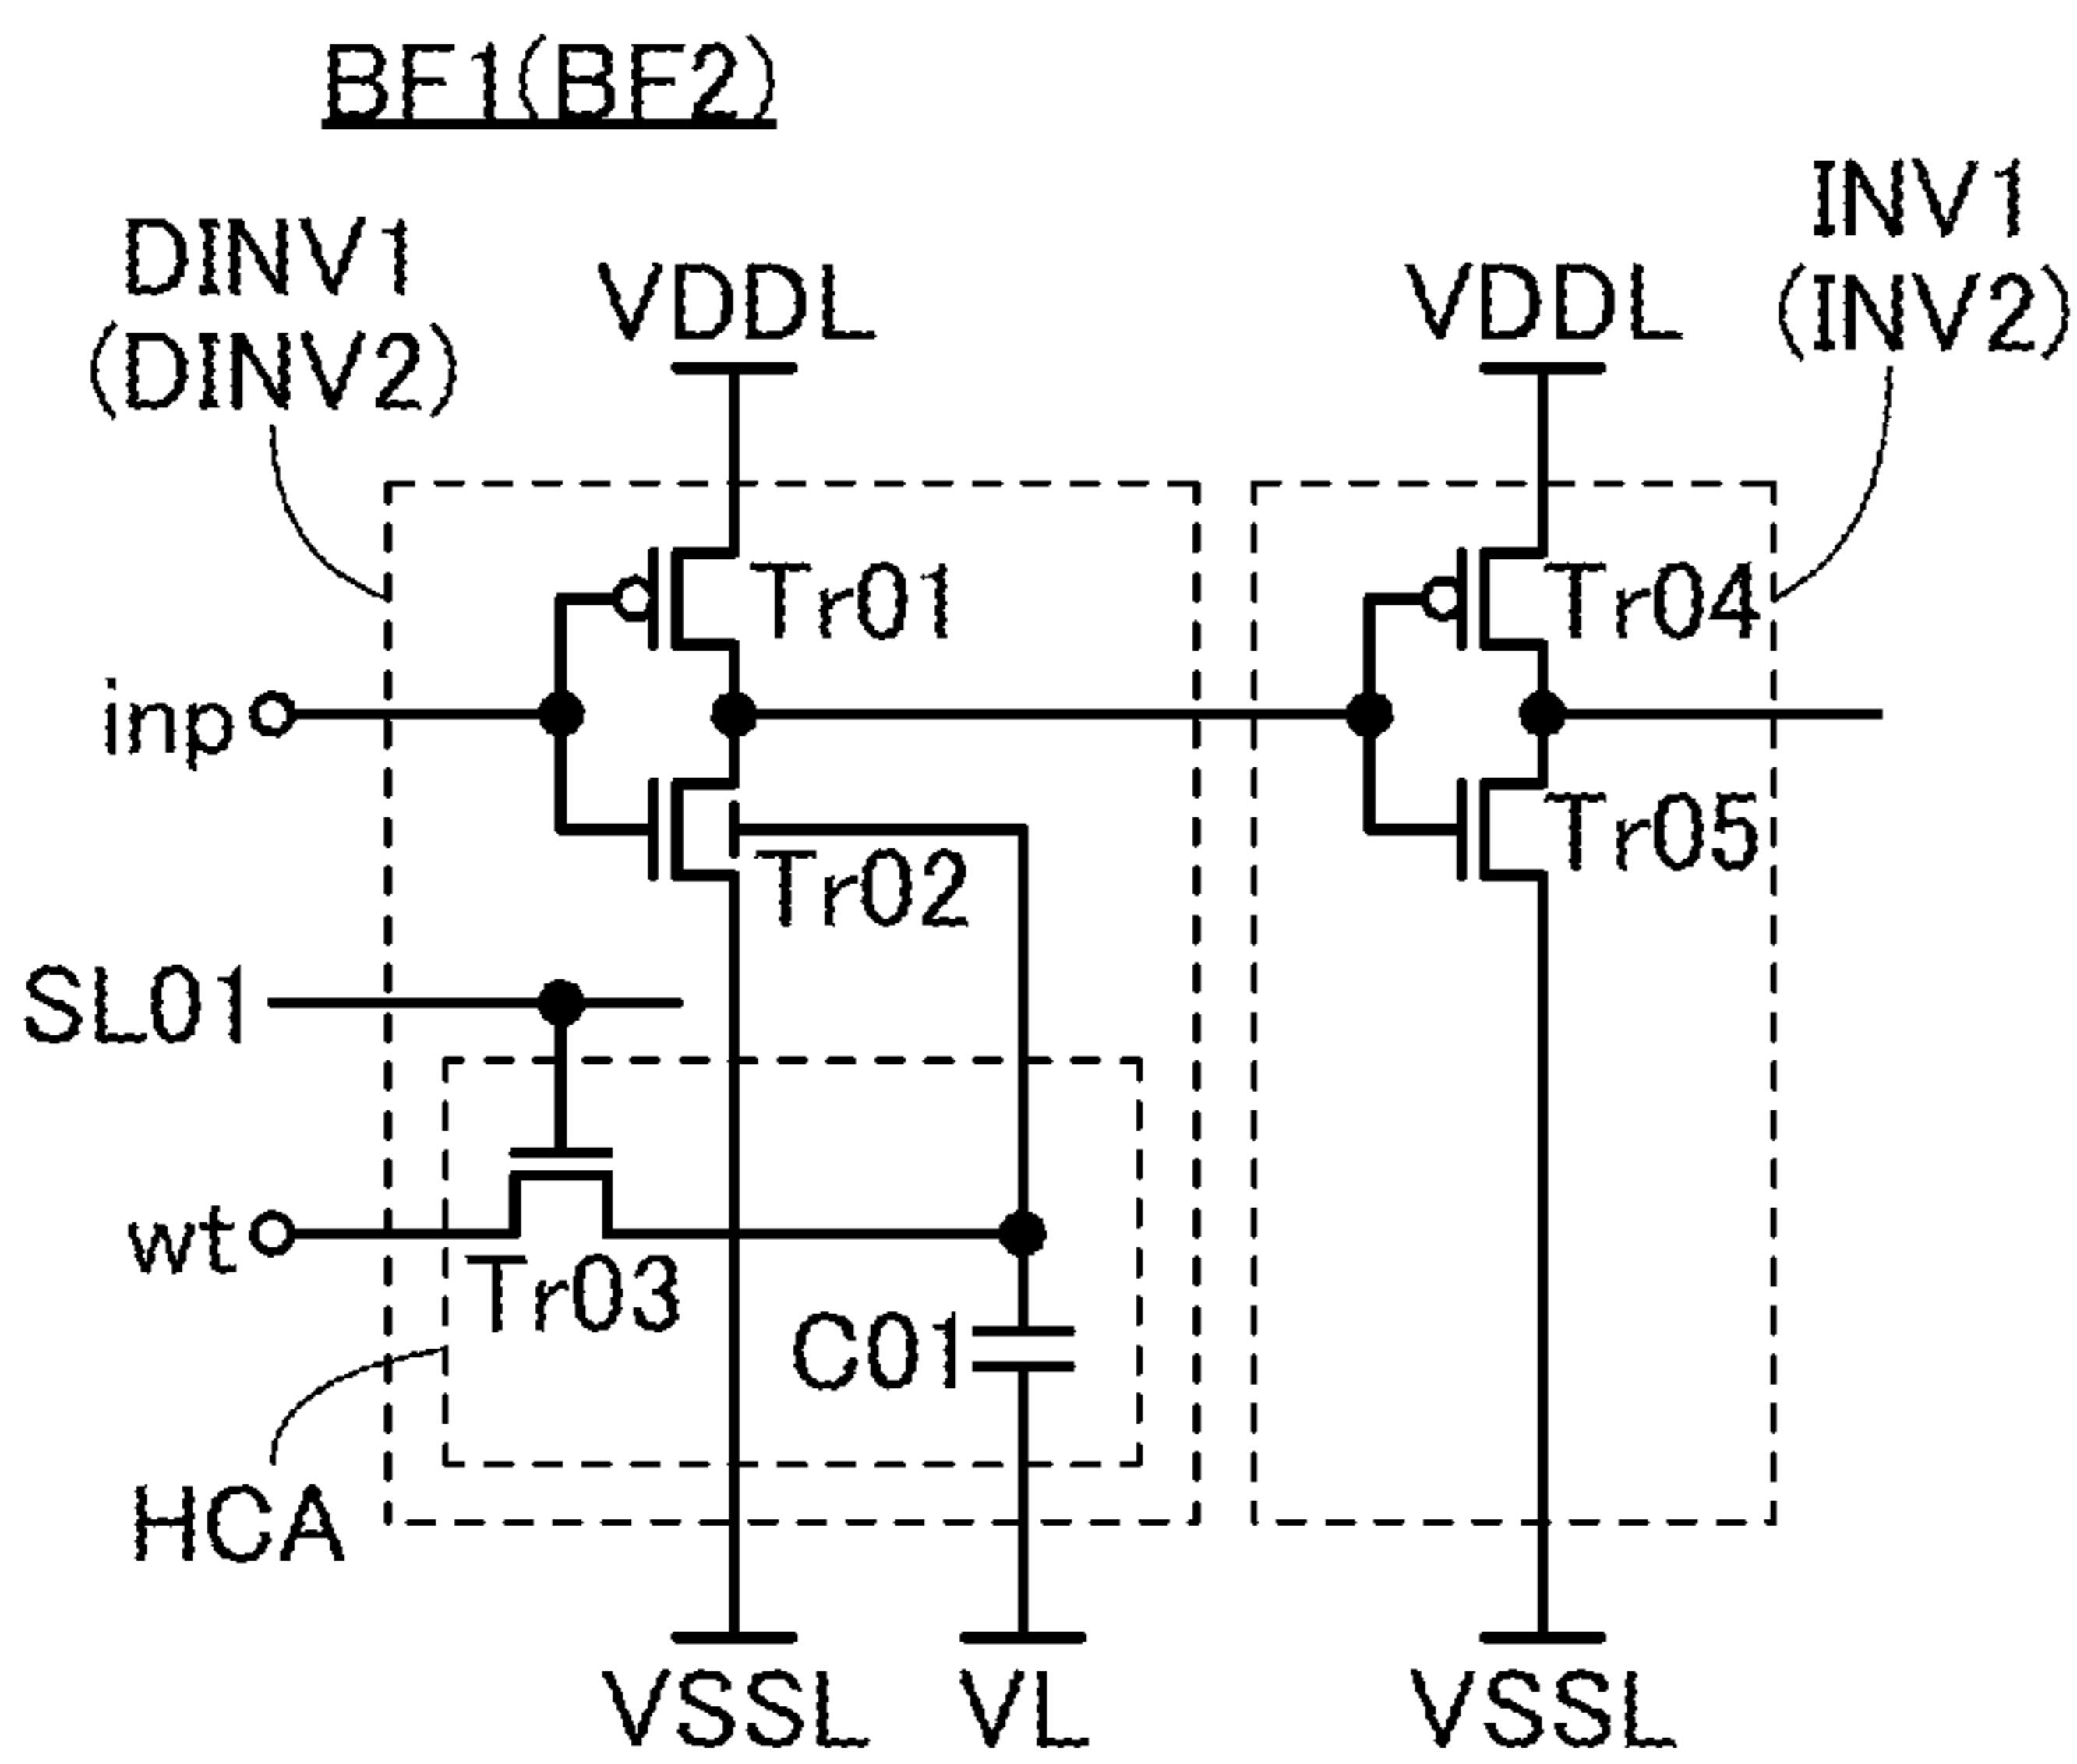 BF1(BF2)
DINV1
(DINV2)
VDDL
VDDL
INV1
(INV2)
Tr01
Tr04
inp
Tr02
Tr05
SL01
wt
Tr03
C01
HCA
VSSL
VL
VSSL